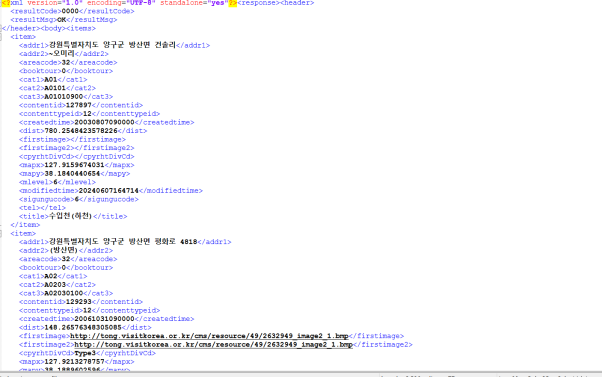 <?xml version="1.0" encoding="UTF-8" standalone="yes"?><response><header>
<resultCode>0000</resultCode>
<resultMsg>OK</resultMsg>
</header><body><items>
<item>
<addr1>강원특별자치도 양구군 방산면 건솔리</addr1>
<addr2>~오미리</addr2>
<areacode>32</areacode>
<booktour>0</booktour>
<cat1>A01</cat1>
<cat2>A0101</cat2>
<cat3>A01010900</cat3>
<contentid>127897</contentid>
<contenttypeid>12</contenttypeid>
<createdtime>20030807090000</createdtime>
<dist>780.2548423578226</dist>
<firstimage></firstimage>
<firstimage2></firstimage2>
<cpyrhtDivCd></cpyrhtDivCd>
<mapx>127.9159674031</mapx>
<mapy>38.1840440654</mapy>
<mlevel>6</mlevel>
<modifiedtime>20240607164714</modifiedtime>
<sigungucode>6</sigungucode>
<tel></tel>
<title>수입천(하천)</title>
</item>
<item>
<addr1>강원특별자치도 양구군 방산면 평화로 4818</addr1>
<addr2>(방산면)</addr2>
<areacode>32</areacode>
<booktour>0</booktour>
<cat1>A02</cat1>
<cat2>A0203</cat2>
<cat3>A02030100</cat3>
<contentid>129293</contentid>
<contenttypeid>12</contenttypeid>
<createdtime>20061031090000</createdtime>
<dist>148.26576348305085</dist>
<firstimage>http://tong.visitkorea.or.kr/cms/resource/49/2632949_image2_1.bmp</firstimage>
<firstimage2>http://tong.visitkorea.or.kr/cms/resource/49/2632949_image2_1.bmp</firstimage2>
<cpyrhtDivCd>Type3</cpyrhtDivCd>
<mapx>127.9213278757</mapx>
<mapy>38.1889602596</mapy>